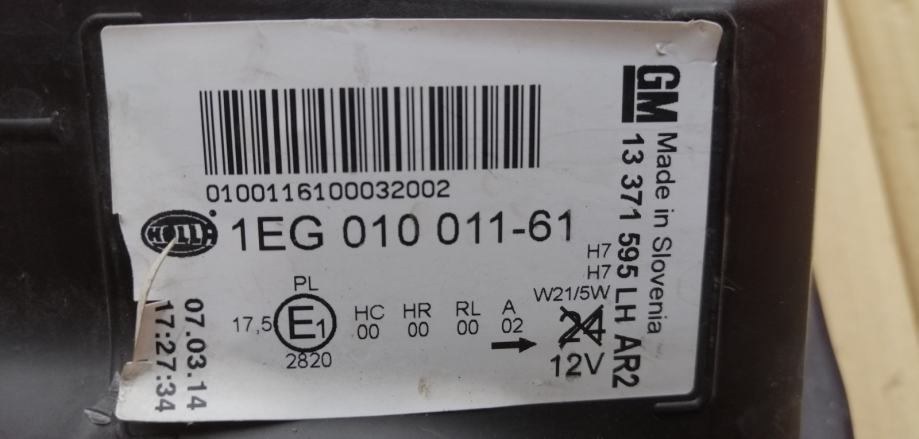 0100116100032002
HELLA
1EG 010 011-61
GM
Made in Slovenia
13 371 595 LH AR2
H7
H7
W21/5W
24
12V
PL
17,5 E1
2820
HC HR RL A
00 00 00 02
07.03.14
17:27:34